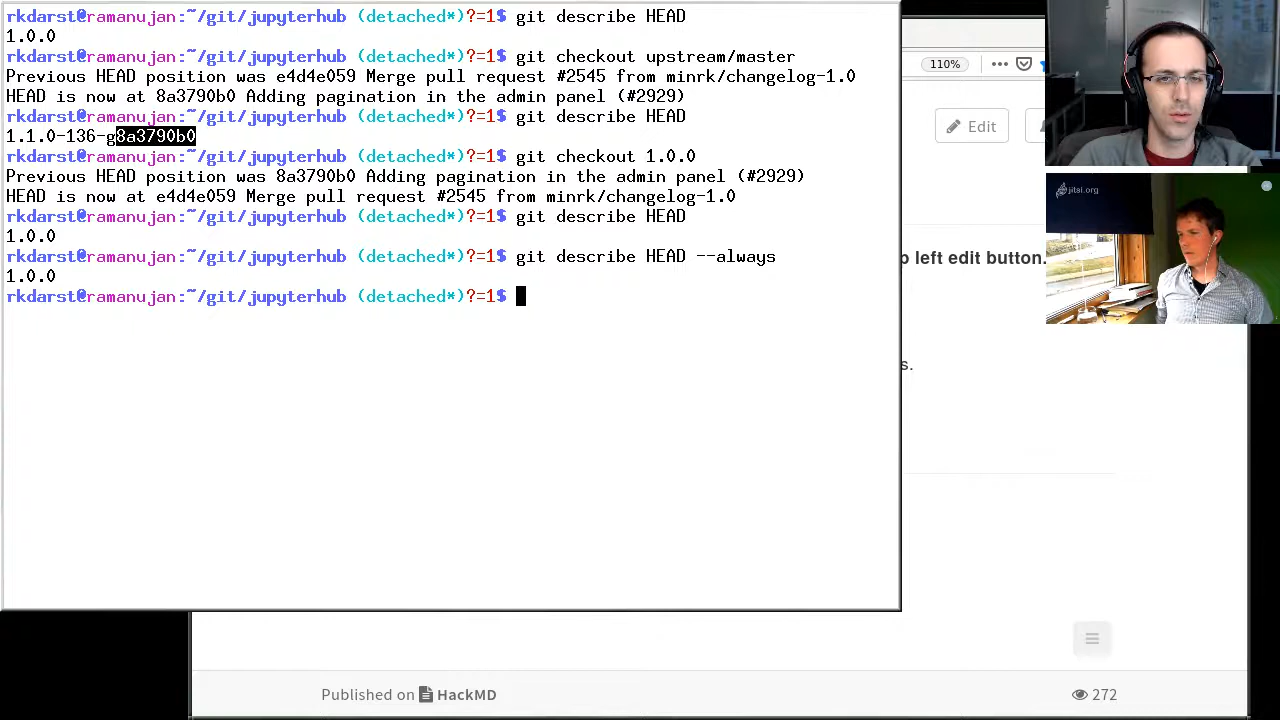 rkdarst@ramanujan:~/git/jupyterhub (detached*)?=1$ git describe HEAD
1.0.0
rkdarst@ramanujan:~/git/jupyterhub (detached*)?=1$ git checkout upstream/master
Previous HEAD position was e4d4e059 Merge pull request #2545 from minrk/changelog-1.0
HEAD is now at 8a3790b0 Adding pagination in the admin panel (#2929)
rkdarst@ramanujan:~/git/jupyterhub (detached*)?=1$ git describe HEAD
1.1.0-136-g8a3790b0
rkdarst@ramanujan:~/git/jupyterhub (detached*)?=1$ git checkout 1.0.0
Previous HEAD position was 8a3790b0 Adding pagination in the admin panel (#2929)
HEAD is now at e4d4e059 Merge pull request #2545 from minrk/changelog-1.0
rkdarst@ramanujan:~/git/jupyterhub (detached*)?=1$ git describe HEAD
1.0.0
rkdarst@ramanujan:~/git/jupyterhub (detached*)?=1$ git describe HEAD --always
1.0.0
rkdarst@ramanujan:~/git/jupyterhub (detached*)?=1$
110%
Edit
jitsi.org
p left edit button.
s.
Published on HackMD
272